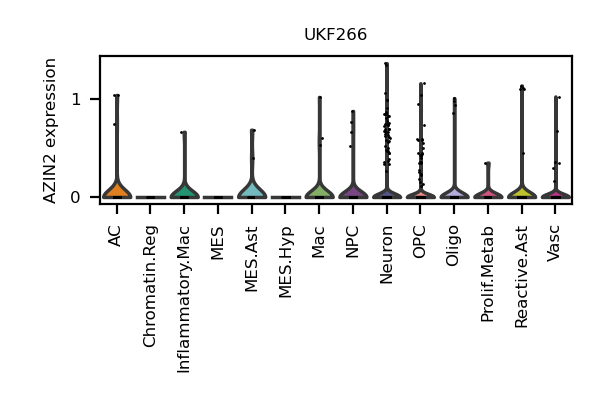 UKF266
AZIN2 expression
1
0
AC
Chromatin.Reg
Inflammatory.Mac
MES
MES.Ast
MES.Hyp
Mac
NPC
Neuron
OPC
Oligo
Prolif.Metab
Reactive.Ast
Vasc